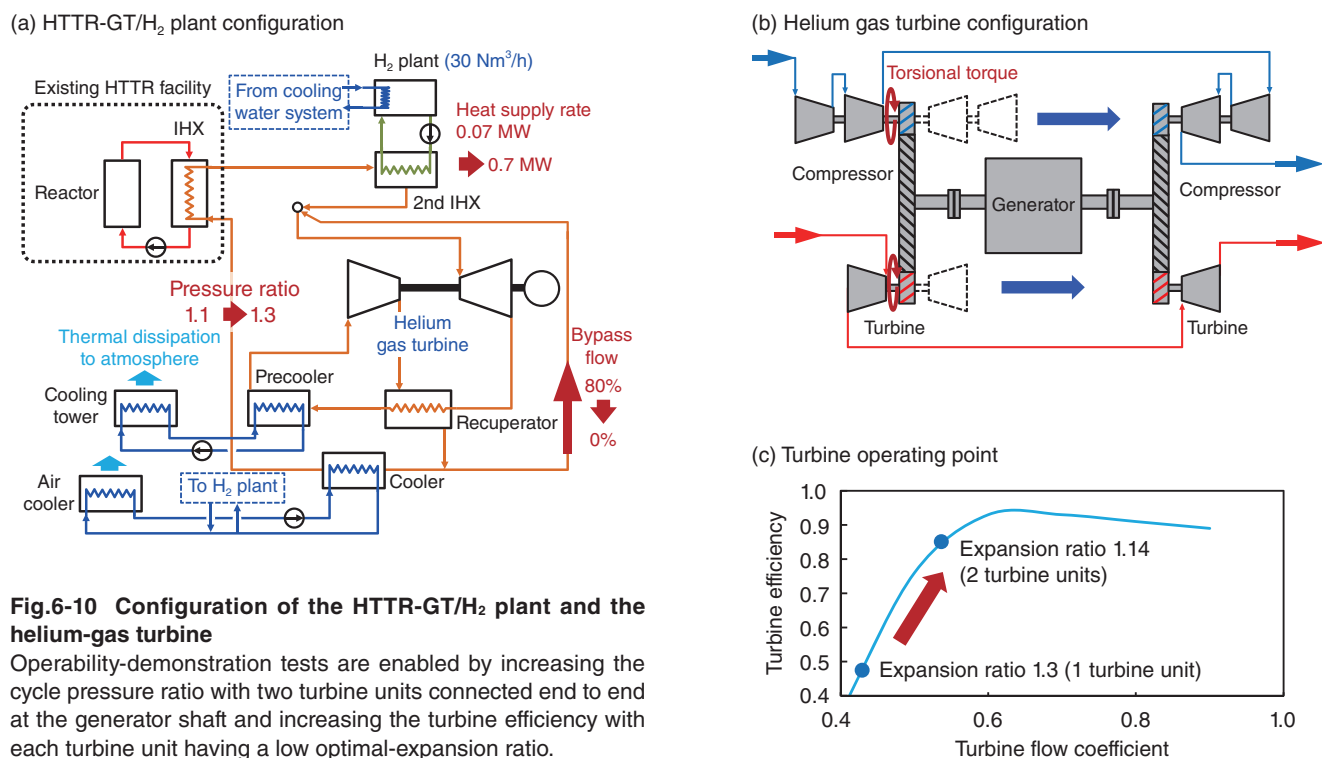 (a) HTTR-GT/H₂ plant configuration
H₂ plant (30 Nm³/h)
From cooling
water system
Existing HTTR facility
IHX
Reactor
Heat supply rate
0.07 MW
0.7 MW
2nd IHX
Pressure ratio
1.1
1.3
Thermal dissipation
to atmosphere
Helium
gas turbine
Bypass
flow
80%
0%
Cooling
tower
Precooler
Recuperator
Air
cooler
To H₂ plant
Cooler
Fig.6-10 Configuration of the HTTR-GT/H₂ plant and the
helium-gas turbine
Operability-demonstration tests are enabled by increasing the
cycle pressure ratio with two turbine units connected end to end
at the generator shaft and increasing the turbine efficiency with
each turbine unit having a low optimal-expansion ratio.
(b) Helium gas turbine configuration
Torsional torque
Compressor
Compressor
Generator
Turbine
Turbine
(c) Turbine operating point
Turbine efficiency
1.0
0.9
0.8
0.7
0.6
0.5
0.4
Expansion ratio 1.14
(2 turbine units)
Expansion ratio 1.3 (1 turbine unit)
0.4
0.6
0.8
1.0
Turbine flow coefficient